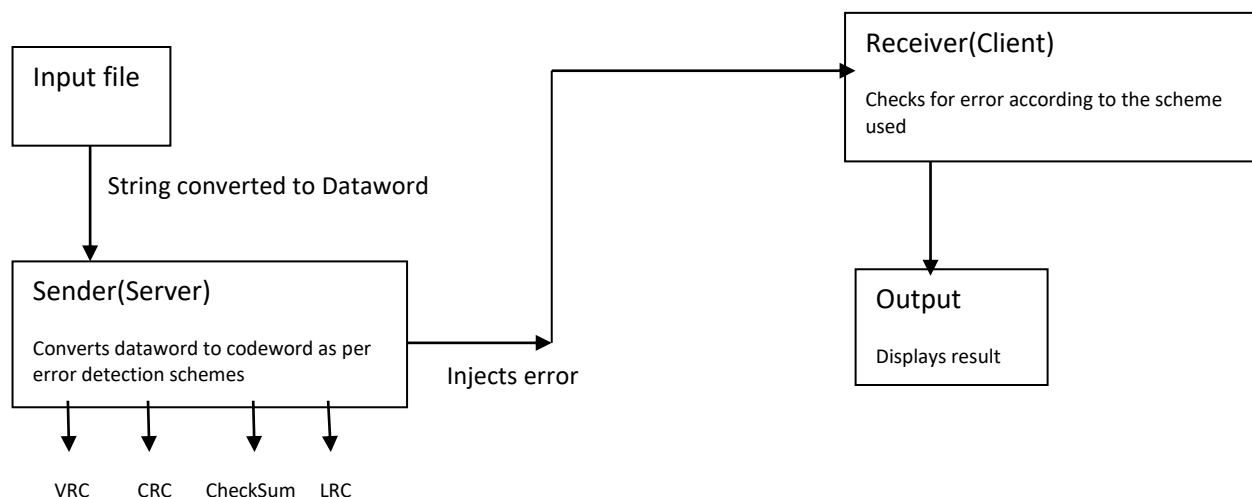 Input file
String converted to Dataword
Sender(Server)
Converts dataword to codeword as per
error detection schemes
VRC CRC CheckSum LRC
Injects error
Receiver(Client)
Checks for error according to the scheme
used
Output
Displays result